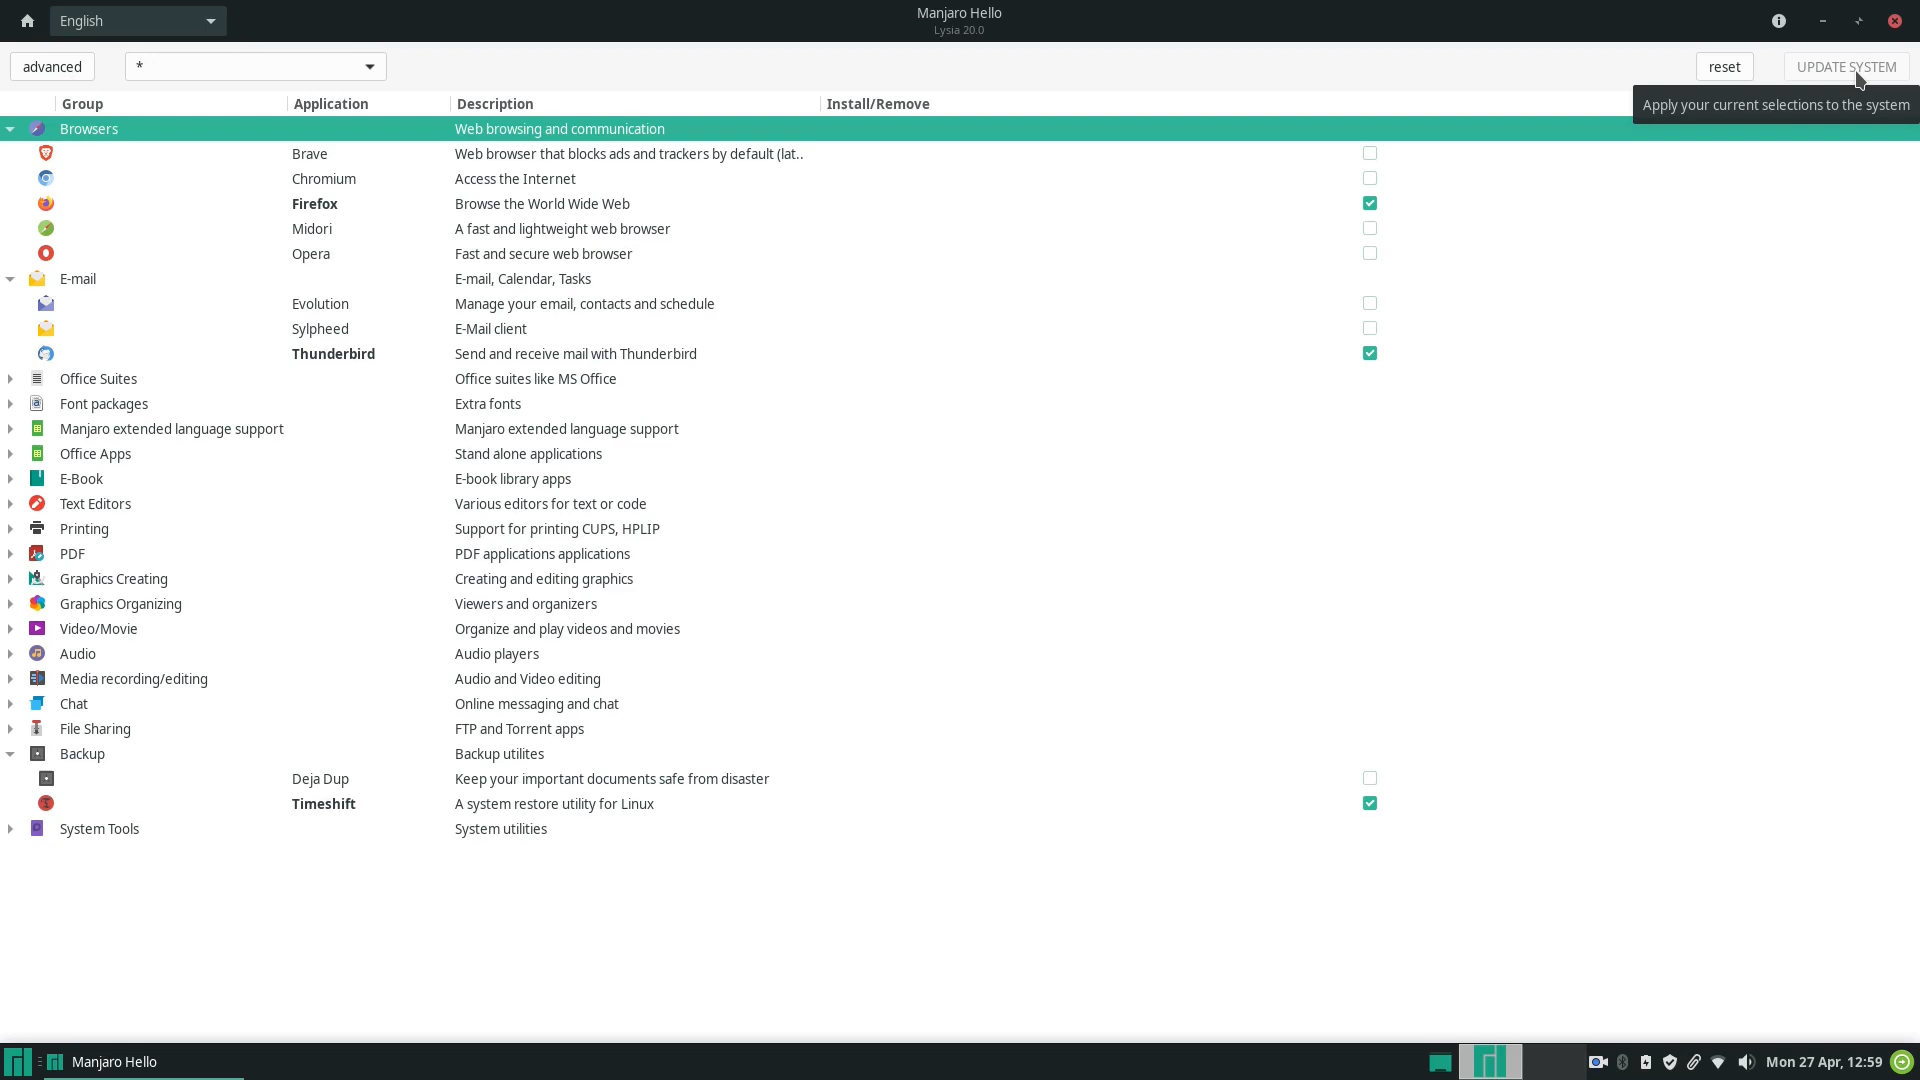 English
Manjaro Hello
Lysia 20.0
advanced
*
reset
UPDATE SYSTEM
Apply your current selections to the system
Group Application Description Install/Remove
Browsers Web browsing and communication
Brave Web browser that blocks ads and trackers by default (lat..
Chromium Access the Internet
Firefox Browse the World Wide Web
Midori A fast and lightweight web browser
Opera Fast and secure web browser
E-mail E-mail, Calendar, Tasks
Evolution Manage your email, contacts and schedule
Sylpheed E-Mail client
Thunderbird Send and receive mail with Thunderbird
Office Suites Office suites like MS Office
Font packages Extra fonts
Manjaro extended language support Manjaro extended language support
Office Apps Stand alone applications
E-Book E-book library apps
Text Editors Various editors for text or code
Printing Support for printing CUPS, HPLIP
PDF PDF applications applications
Graphics Creating Creating and editing graphics
Graphics Organizing Viewers and organizers
Video/Movie Organize and play videos and movies
Audio Audio players
Media recording/editing Audio and Video editing
Chat Online messaging and chat
File Sharing FTP and Torrent apps
Backup Backup utilites
Deja Dup Keep your important documents safe from disaster
Timeshift A system restore utility for Linux
System Tools System utilities
Manjaro Hello
Mon 27 Apr, 12:59